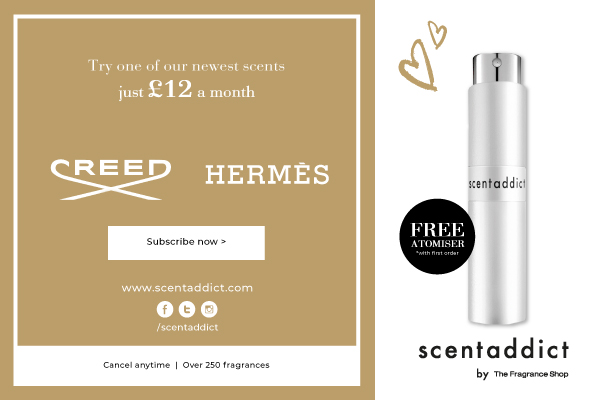 Try one of our newest scents
just £12 a month
CREED
HERMÈS
Subscribe now >
www.scentaddict.com
/scentaddict
Cancel anytime | Over 250 fragrances
scentaddict
FREE
ATOMISER
*with first order
scentaddict
by The Fragrance Shop